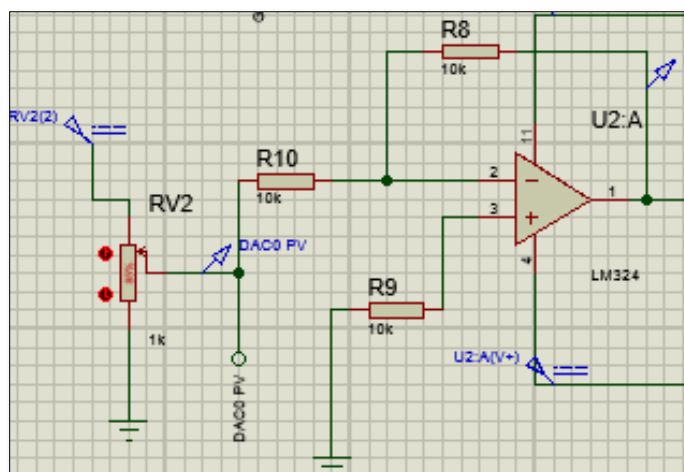 R8
10k
RV2(2)
U2:A
11
R10
2
1
10k
RV2
3
DAC0 PV
4
LM324
R9
1k
10k
U2:A(V+)
DAC0 PV